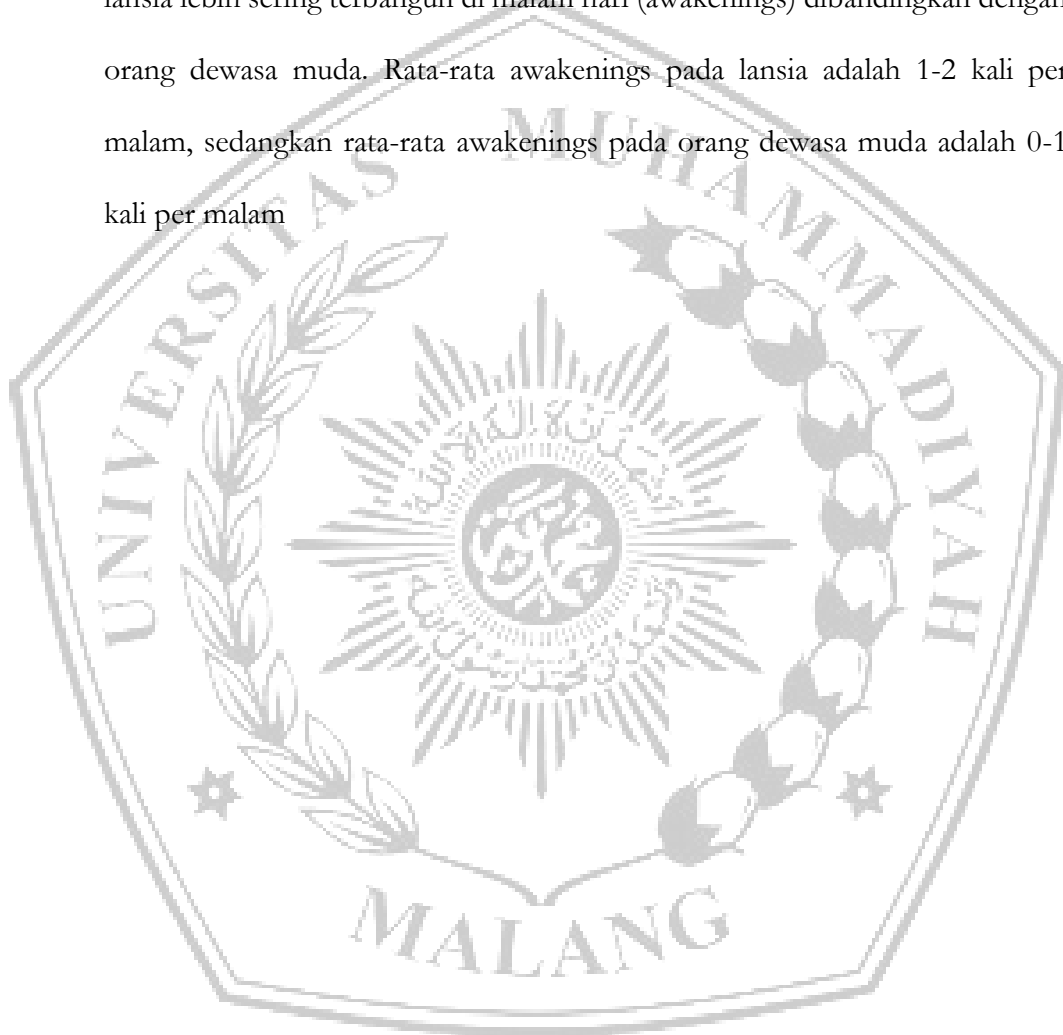 lansia lebih sering terbangun di malam hari (awakenings) dibandingkan dengan
orang dewasa muda. Rata-rata awakenings pada lansia adalah 1-2 kali per
malam, sedangkan rata-rata awakenings pada orang dewasa muda adalah 0-1
kali per malam
UNIVERSITAS MUHAMMADIYAH
MALANG